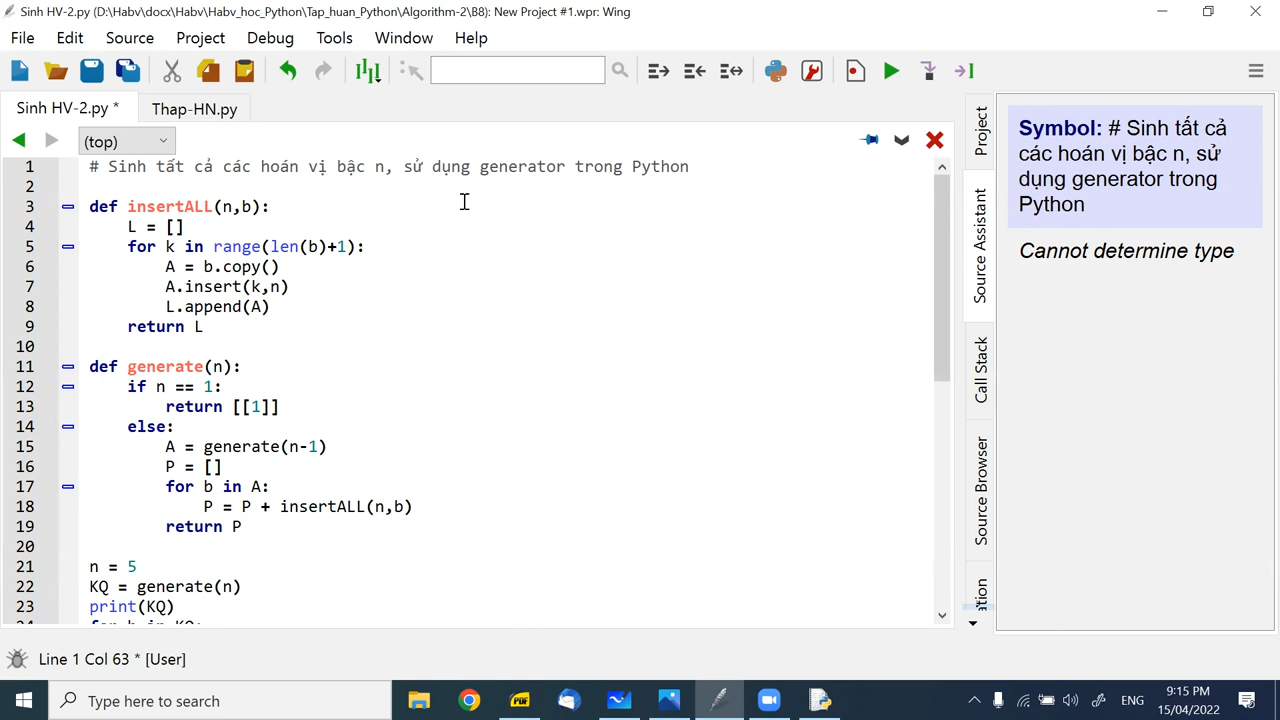 Sinh HV-2.py (D:\Habv\docx\Habv\Habv_hoc_Python\Tap_huan_Python\Algorithm-2\B8): New Project #1.wpr: Wing
File Edit Source Project Debug Tools Window Help
Sinh HV-2.py * Thap-HN.py
(top)
1 # Sinh tất cả các hoán vị bậc n, sử dụng generator trong Python
2
3 def insertALL(n,b):
4 L = []
5 for k in range(len(b)+1):
6 A = b.copy()
7 A.insert(k,n)
8 L.append(A)
9 return L
10
11 def generate(n):
12 if n == 1:
13 return [[1]]
14 else:
15 A = generate(n-1)
16 P = []
17 for b in A:
18 P = P + insertALL(n,b)
19 return P
20
21 n = 5
22 KQ = generate(n)
23 print(KQ)
24 for b in KQ:
Project
Source Assistant
Call Stack
Source Browser
Symbol: # Sinh tất cả
các hoán vị bậc n, sử
dụng generator trong
Python
Cannot determine type
Line 1 Col 63 * [User]
Type here to search
PDF
ENG
9:15 PM
15/04/2022